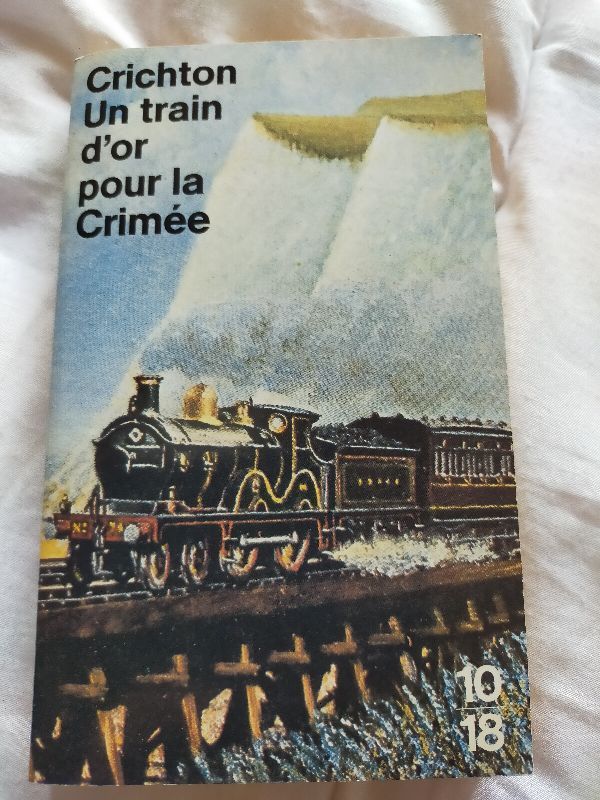 Crichton
Un train
d'or
pour la
Crimée
10
18